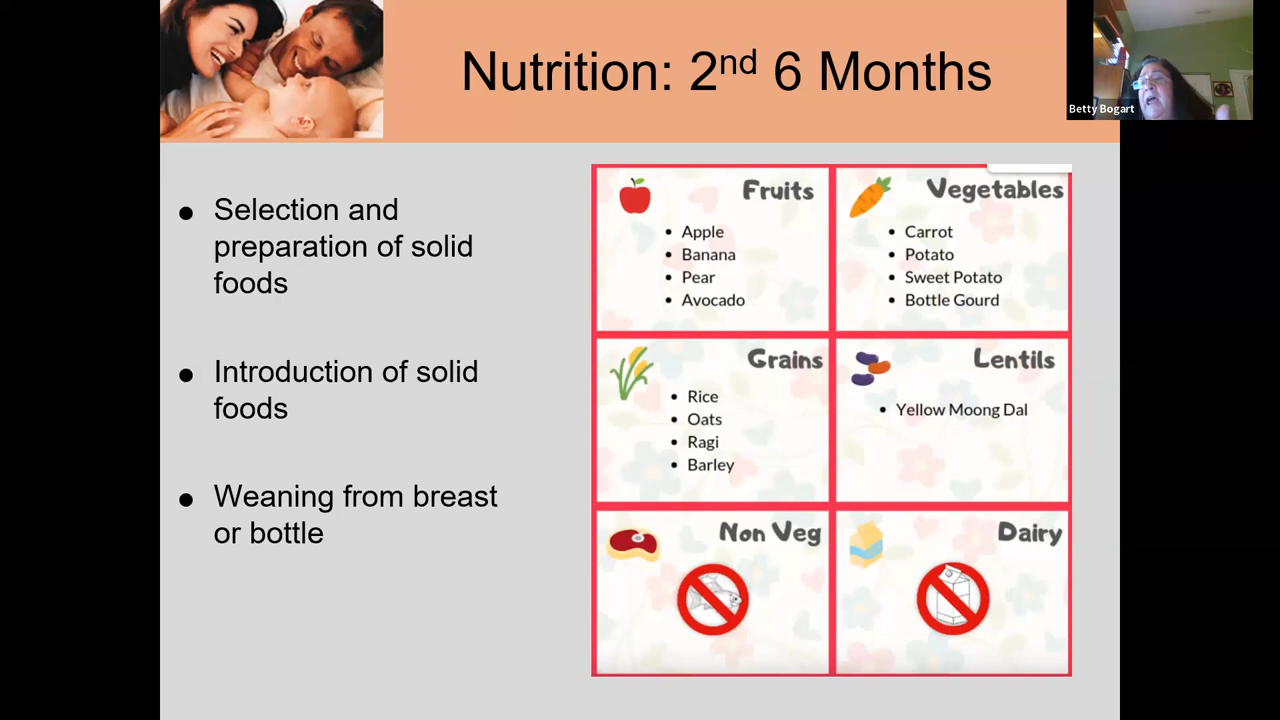 Nutrition: 2nd 6 Months
Betty Bogart
● Selection and
preparation of solid
foods
● Introduction of solid
foods
● Weaning from breast
or bottle
Fruits
• Apple
• Banana
• Pear
• Avocado
Vegetables
• Carrot
• Potato
• Sweet Potato
• Bottle Gourd
Grains
• Rice
• Oats
• Ragi
• Barley
Lentils
• Yellow Moong Dal
Non Veg
Dairy